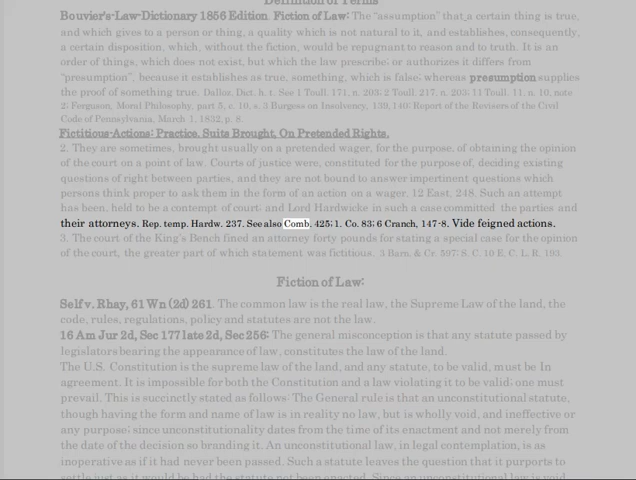 Definition of Terms
Bouvier's-Law-Dictionary 1856 Edition. Fiction of Law: The “assumption” that a certain thing is true,
and which gives to a person or thing, a quality which is not natural to it, and establishes, consequently,
a certain disposition, which, without the fiction, would be repugnant to reason and to truth. It is an
order of things, which does not exist, but which the law prescribe; or authorizes it differs from
“presumption”, because it establishes as true, something, which is false; whereas presumption supplies
the proof of something true. Dalloz, Dict. h. t. See 1 Toull. 171, n. 203; 2 Toull. 217, n. 203; 11 Toull. 11, n. 10, note
2; Ferguson, Moral Philosophy, part 5, c. 10, s. 3 Burgess on Insolvency, 139, 140; Report of the Revisers of the Civil
Code of Pennsylvania, March 1, 1832, p. 8.
Fictitious-Actions: Practice, Suits Brought, On Pretended Rights.
2. They are sometimes, brought usually on a pretended wager, for the purpose, of obtaining the opinion
of the court on a point of law. Courts of justice were, constituted for the purpose of, deciding existing
questions of right between parties, and they are not bound to answer impertinent questions which
persons think proper to ask them in the form of an action on a wager. 12 East, 248. Such an attempt
has been, held to be a contempt of court; and Lord Hardwicke in such a case committed the parties and
their attorneys. Rep. temp. Hardw. 237. See also Comb, 425; 1. Co. 83; 6 Cranch, 147-8. Vide feigned actions.
3. The court of the King's Bench fined an attorney forty pounds for stating a special case for the opinion
of the court, the greater part of which statement was fictitious. 3 Barn. & Cr. 597; S. C. 10 E. C. L. R. 193.
Fiction of Law:
Self v. Rhay, 61 Wn (2d) 261. The common law is the real law, the Supreme Law of the land, the
code, rules, regulations, policy and statutes are not the law.
16 Am Jur 2d, Sec 177 late 2d, Sec 256; The general misconception is that any statute passed by
legislators bearing the appearance of law, constitutes the law of the land.
The U.S. Constitution is the supreme law of the land, and any statute, to be valid, must be In
agreement. It is impossible for both the Constitution and a law violating it to be valid; one must
prevail. This is succinctly stated as follows: The General rule is that an unconstitutional statute,
though having the form and name of law is in reality no law, but is wholly void, and ineffective or
any purpose; since unconstitutionality dates from the time of its enactment and not merely from
the date of the decision so branding it. An unconstitutional law, in legal contemplation, is as
inoperative as if it had never been passed. Such a statute leaves the question that it purports to
settle just as it would be had the statute not been enacted. Since an unconstitutional law is void